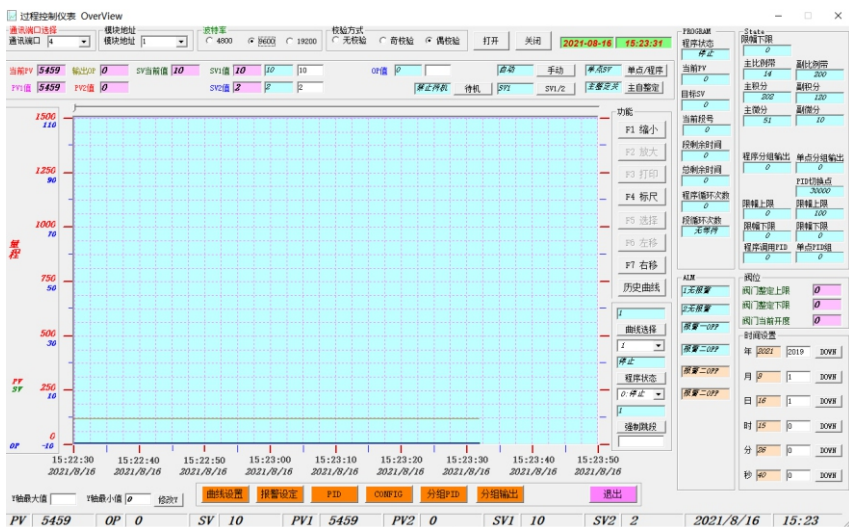 过程控制仪表 OverView
通讯端口选择 模块地址 波特率 校验方式
通讯端口 4 模块地址 1 4800 9600 19200 无校验 奇校验 偶校验 打开 关闭 2021-08-16 15:23:31
当前PV 5459 输出OP 0 SV当前值 10 SV1值 10 10 10 OP值 0 自动 手动 单点SV 单点/程序
PV1值 5459 PV2值 0 SV2值 2 2 2 禁止待机 待机 SV1 SV1/2 主整定关 主自整定
1500
110
1250
90
1000
70
量程
750
50
500
30
PV
SV
250
10
0
OP -10
15:22:30 15:22:40 15:22:50 15:23:00 15:23:10 15:23:20 15:23:30 15:23:40 15:23:50
2021/8/16 2021/8/16 2021/8/16 2021/8/16 2021/8/16 2021/8/16 2021/8/16 2021/8/16 2021/8/16
功能
F1 缩小
F2 放大
F3 打印
F4 标尺
F5 选择
F6 左移
F7 右移
历史曲线
1
曲线选择
1
停止
程序状态
0:停止
1
强制跳段
PROGRAM
程序状态
停止
当前PV
0
目标SV
0
当前段号
0
段剩余时间
0
总剩余时间
0
程序循环次数
0
段循环次数
无等待
State
限幅下限
0
主比例带 副比例带
14 200
主积分 副积分
202 120
主微分 副微分
51 10
程序分组输出 单点分组输出
0 0
PID切换点
30000
限幅上限 限幅上限
0 100
限幅下限 限幅下限
0 0
程序调用PID 单点PID组
0 0
ALM
1无报警
2无报警
报警一OFF
报警二OFF
报警二OFF
报警二OFF
阀位
阀门整定上限 0
阀门整定下限 0
阀门当前开度 0
时间设置
年 2021 2019 DOWN
月 8 1 DOWN
日 16 1 DOWN
时 15 0 DOWN
分 26 0 DOWN
秒 40 0 DOWN
Y轴最大值 Y轴最小值 0 修改Y 曲线设置 报警设定 PID CONFIG 分组PID 分组输出 退出
PV 5459 OP 0 SV 10 PV1 5459 PV2 0 SV1 10 SV2 2 2021/8/16 15:23